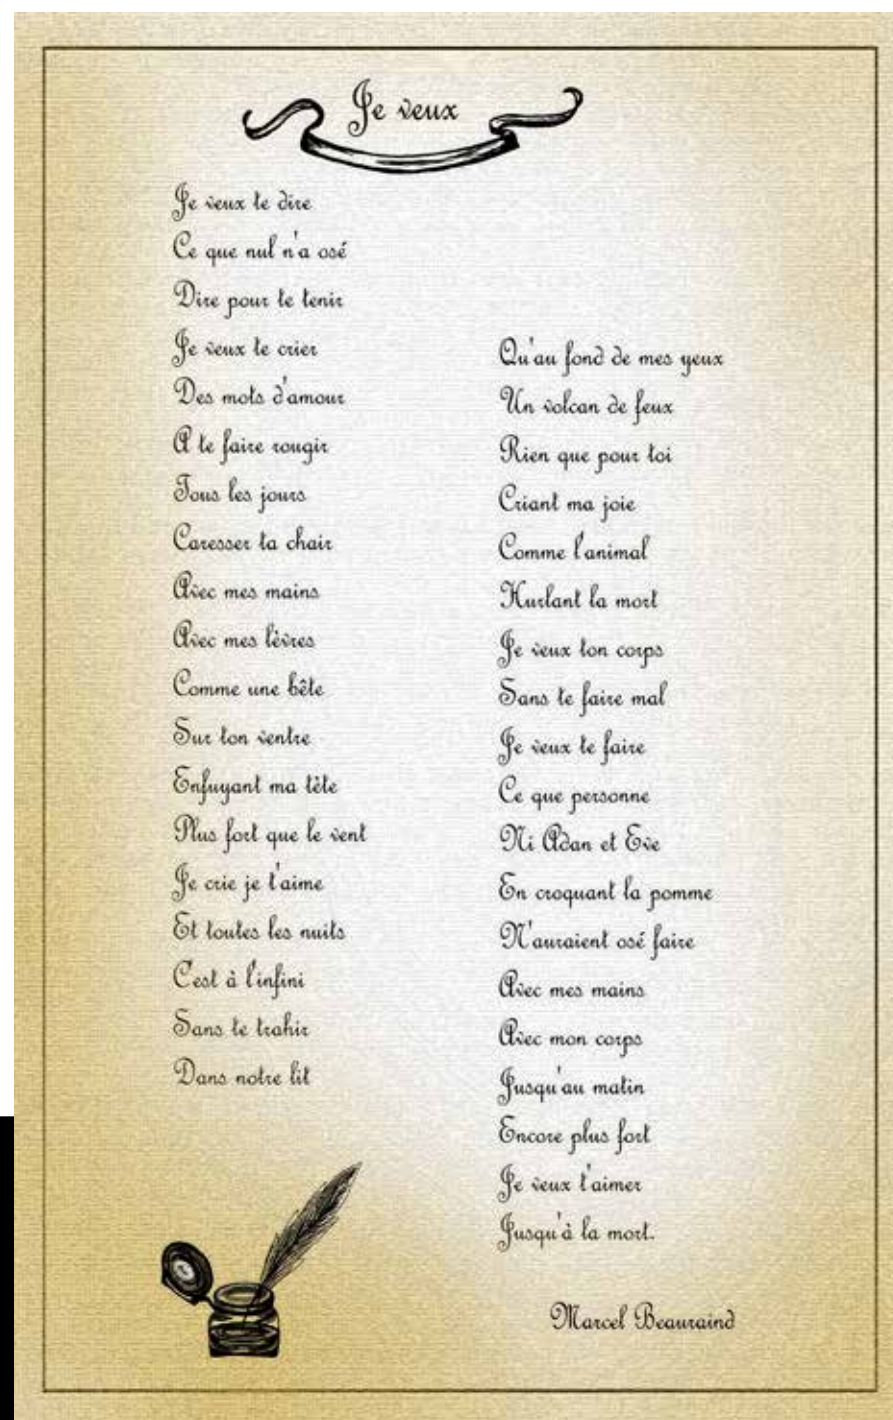 Je veux
Je veux te dire
Ce que nul n'a osé
Dire pour te tenir
Je veux te crier
Des mots d'amour
A te faire rougir
Tous les jours
Caresser ta chair
Avec mes mains
Avec mes lèvres
Comme une bête
Sur ton ventre
Enfuyant ma tète
Plus fort que le vent
Je crie je t'aime
Et toutes les nuits
C'est à l'infini
Sans te trahir
Dans notre lit
Qu'au fond de mes yeux
Un volcan de feux
Rien que pour toi
Criant ma joie
Comme l'animal
Hurlant la mort
Je veux ton corps
Sans te faire mal
Je veux te faire
Ce que personne
Ni Adan et Eve
En croquant la pomme
N'auraient osé faire
Avec mes mains
Avec mon corps
Jusqu'au matin
Encore plus fort
Je veux t'aimer
Jusqu'à la mort.
Marcel Beauraind